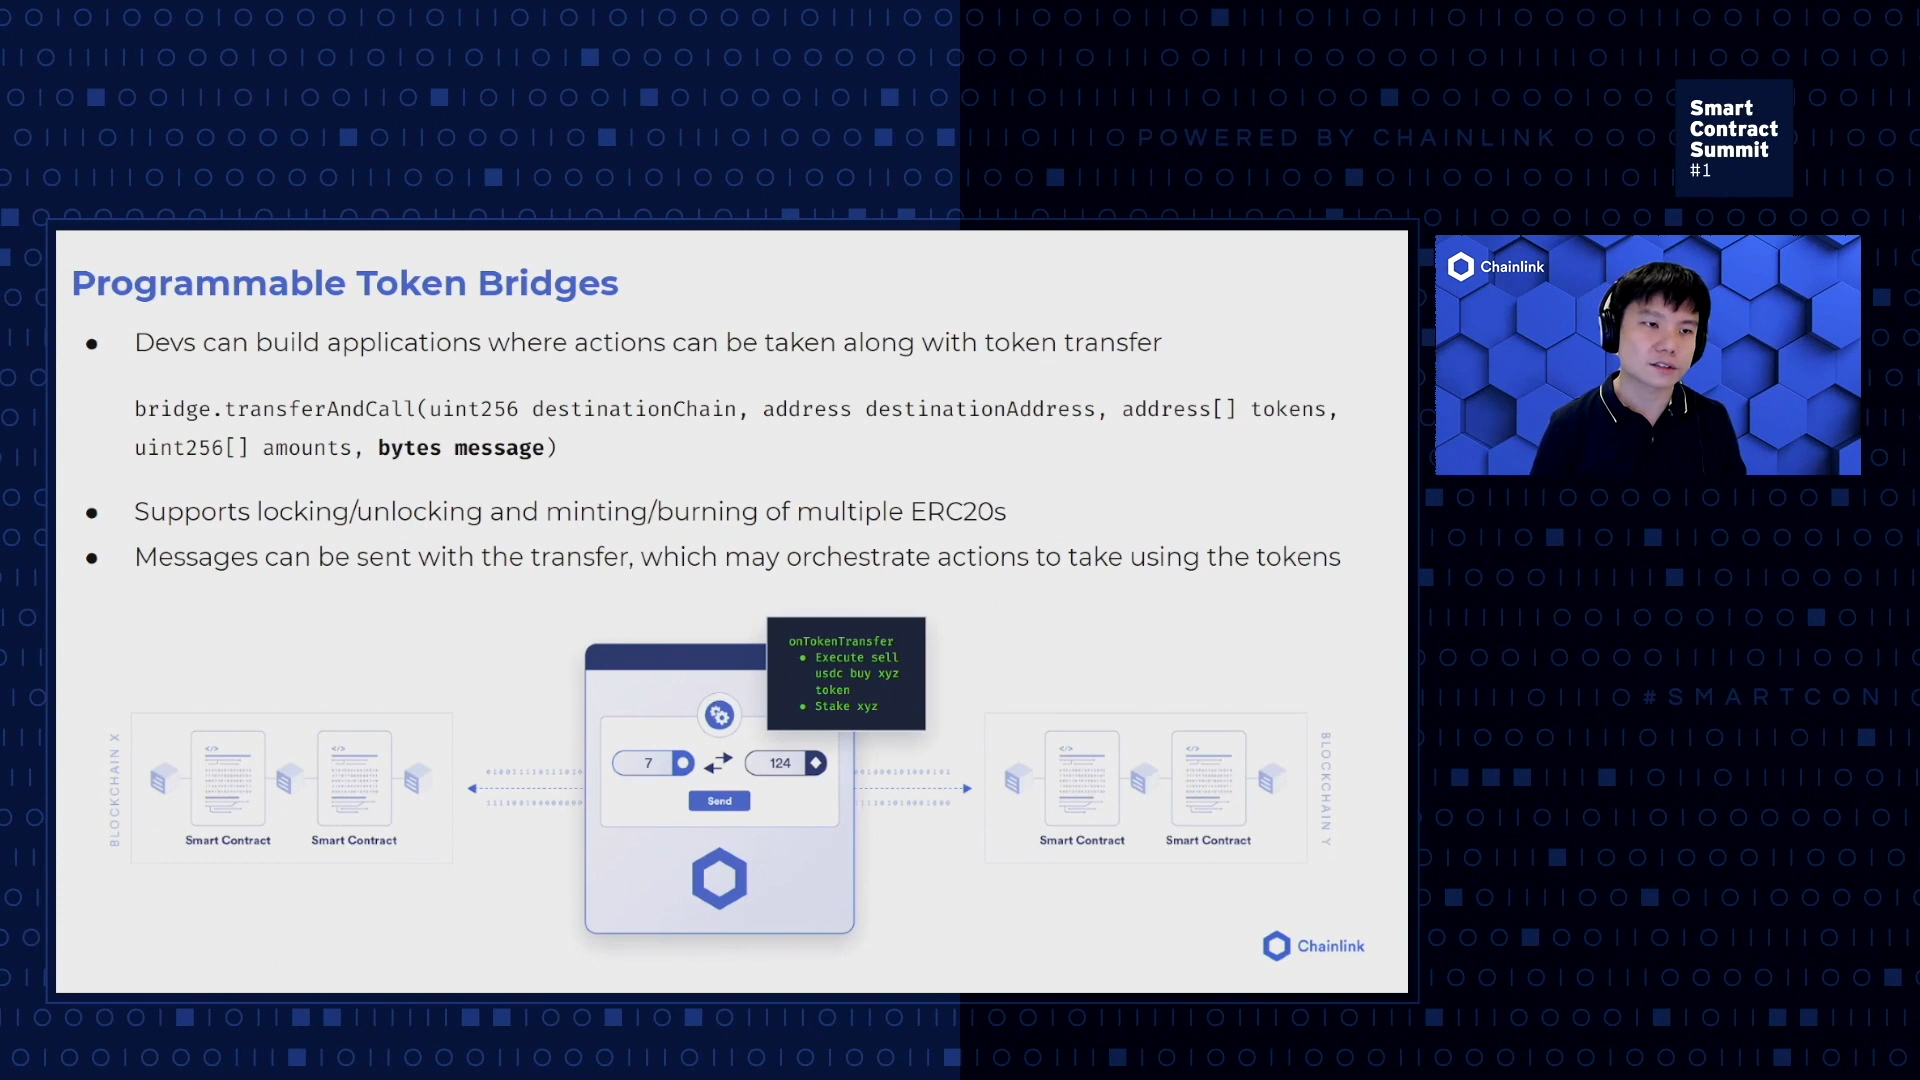 POWERED BY CHAINLINK
Smart
Contract
Summit
#1
Programmable Token Bridges
● Devs can build applications where actions can be taken along with token transfer
bridge.transferAndCall(uint256 destinationChain, address destinationAddress, address[] tokens,
uint256[] amounts, bytes message)
● Supports locking/unlocking and minting/burning of multiple ERC20s
● Messages can be sent with the transfer, which may orchestrate actions to take using the tokens
Chainlink
onTokenTransfer
● Execute sell
usdc buy xyz
token
● Stake xyz
BLOCKCHAIN X
</>
</>
Smart Contract
Smart Contract
7
124
Send
</>
</>
Smart Contract
Smart Contract
BLOCKCHAIN Y
Chainlink
#SMARTCON